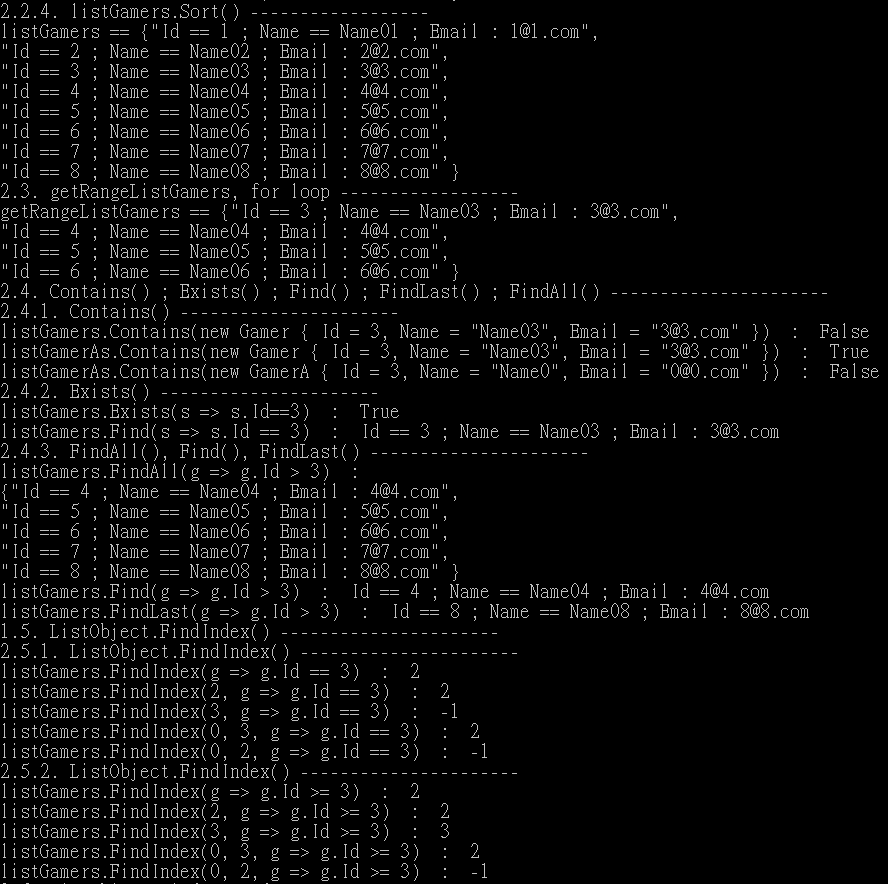 2.2.4. listGamers.Sort() ------------------
listGamers == {"Id == 1 ; Name == Name01 ; Email : 1@1.com",
"Id == 2 ; Name == Name02 ; Email : 2@2.com",
"Id == 3 ; Name == Name03 ; Email : 3@3.com",
"Id == 4 ; Name == Name04 ; Email : 4@4.com",
"Id == 5 ; Name == Name05 ; Email : 5@5.com",
"Id == 6 ; Name == Name06 ; Email : 6@6.com",
"Id == 7 ; Name == Name07 ; Email : 7@7.com",
"Id == 8 ; Name == Name08 ; Email : 8@8.com" }
2.3. getRangeListGamers, for loop ------------------
getRangeListGamers == {"Id == 3 ; Name == Name03 ; Email : 3@3.com",
"Id == 4 ; Name == Name04 ; Email : 4@4.com",
"Id == 5 ; Name == Name05 ; Email : 5@5.com",
"Id == 6 ; Name == Name06 ; Email : 6@6.com" }
2.4. Contains() ; Exists() ; Find() ; FindLast() ; FindAll() ----------------------
2.4.1. Contains() ----------------------
listGamers.Contains(new Gamer { Id = 3, Name = "Name03", Email = "3@3.com" })  :  False
listGamerAs.Contains(new Gamer { Id = 3, Name = "Name03", Email = "3@3.com" })  :  True
listGamerAs.Contains(new GamerA { Id = 3, Name = "Name0", Email = "0@0.com" })  :  False
2.4.2. Exists() ----------------------
listGamers.Exists(s => s.Id==3)  :  True
listGamers.Find(s => s.Id == 3)  :  Id == 3 ; Name == Name03 ; Email : 3@3.com
2.4.3. FindAll(), Find(), FindLast() ----------------------
listGamers.FindAll(g => g.Id > 3)  :
{"Id == 4 ; Name == Name04 ; Email : 4@4.com",
"Id == 5 ; Name == Name05 ; Email : 5@5.com",
"Id == 6 ; Name == Name06 ; Email : 6@6.com",
"Id == 7 ; Name == Name07 ; Email : 7@7.com",
"Id == 8 ; Name == Name08 ; Email : 8@8.com" }
listGamers.Find(g => g.Id > 3)  :  Id == 4 ; Name == Name04 ; Email : 4@4.com
listGamers.FindLast(g => g.Id > 3)  :  Id == 8 ; Name == Name08 ; Email : 8@8.com
1.5. ListObject.FindIndex() ----------------------
2.5.1. ListObject.FindIndex() ----------------------
listGamers.FindIndex(g => g.Id == 3)  :  2
listGamers.FindIndex(2, g => g.Id == 3)  :  2
listGamers.FindIndex(3, g => g.Id == 3)  :  -1
listGamers.FindIndex(0, 3, g => g.Id == 3)  :  2
listGamers.FindIndex(0, 2, g => g.Id == 3)  :  -1
2.5.2. ListObject.FindIndex() ----------------------
listGamers.FindIndex(g => g.Id >= 3)  :  2
listGamers.FindIndex(2, g => g.Id >= 3)  :  2
listGamers.FindIndex(3, g => g.Id >= 3)  :  3
listGamers.FindIndex(0, 3, g => g.Id >= 3)  :  2
listGamers.FindIndex(0, 2, g => g.Id >= 3)  :  -1